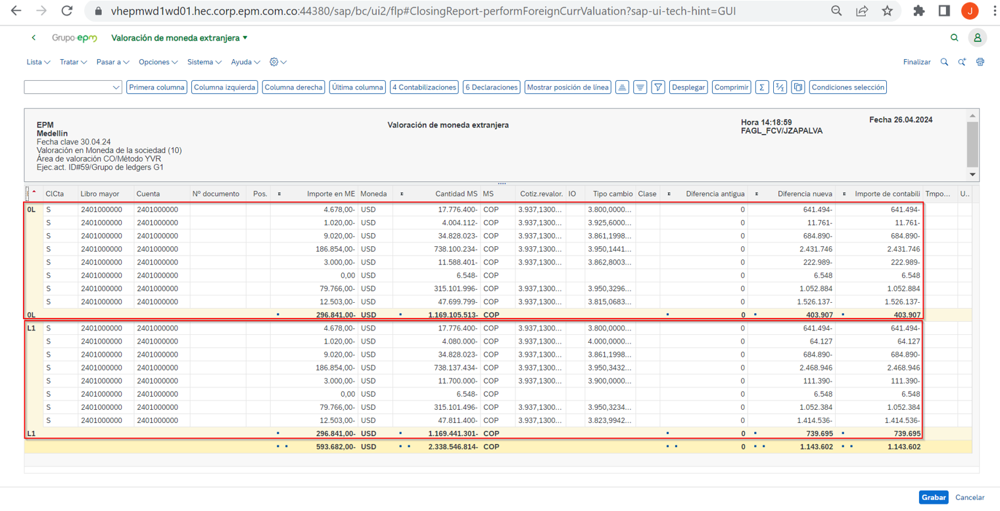 vhepmwd1wd01.hec.corp.epm.com.co:44380/sap/bc/ui2/flp#ClosingReport-performForeignCurrValuation?sap-ui-tech-hint=GUI J
Grupo·epm Valoración de moneda extranjera
Lista Tratar Pasar a Opciones Sistema Ayuda Finalizar
Primera columna Columna izquierda Columna derecha Última columna 4 Contabilizaciones 6 Declaraciones Mostrar posición de línea Desplegar Comprimir Σ Condiciones selección
EPM Valoración de moneda extranjera Hora 14:18:59 Fecha 26.04.2024
Medellín FAGL_FCV/JZAPALVA
Fecha clave 30.04.24
Valoración en Moneda de la sociedad (10)
Área de valoración CO/Método YVR
Ejec.act. ID#59/Grupo de ledgers G1
ClCta Libro mayor Cuenta Nº documento Pos. Σ Importe en ME Moneda Σ Cantidad MS MS Cotiz.revalor. IO Tipo cambio Clase Σ Diferencia antigua Σ Diferencia nueva Σ Importe de contabili Tmpo... U..
0L S 2401000000 2401000000 4.678,00- USD 17.776.400- COP 3.937,1300... 3.800,0000... 0 641.494- 641.494-
S 2401000000 2401000000 1.020,00- USD 4.004.112- COP 3.937,1300... 3.925,6000... 0 11.761- 11.761-
S 2401000000 2401000000 9.020,00- USD 34.828.023- COP 3.937,1300... 3.861,1998... 0 684.890- 684.890-
S 2401000000 2401000000 186.854,00- USD 738.100.234- COP 3.937,1300... 3.950,1441... 0 2.431.746 2.431.746
S 2401000000 2401000000 3.000,00- USD 11.588.401- COP 3.937,1300... 3.862,8003... 0 222.989- 222.989-
S 2401000000 2401000000 0,00 USD 6.548- COP 0 6.548 6.548
S 2401000000 2401000000 79.766,00- USD 315.101.996- COP 3.937,1300... 3.950,3296... 0 1.052.884 1.052.884
S 2401000000 2401000000 12.503,00- USD 47.699.799- COP 3.937,1300... 3.815,0683... 0 1.526.137- 1.526.137-
0L 296.841,00- USD 1.169.105.513- COP 0 403.907 403.907
L1 S 2401000000 2401000000 4.678,00- USD 17.776.400- COP 3.937,1300... 3.800,0000... 0 641.494- 641.494-
S 2401000000 2401000000 1.020,00- USD 4.080.000- COP 3.937,1300... 4.000,0000... 0 64.127 64.127
S 2401000000 2401000000 9.020,00- USD 34.828.023- COP 3.937,1300... 3.861,1998... 0 684.890- 684.890-
S 2401000000 2401000000 186.854,00- USD 738.137.434- COP 3.937,1300... 3.950,3432... 0 2.468.946 2.468.946
S 2401000000 2401000000 3.000,00- USD 11.700.000- COP 3.937,1300... 3.900,0000... 0 111.390- 111.390-
S 2401000000 2401000000 0,00 USD 6.548- COP 0 6.548 6.548
S 2401000000 2401000000 79.766,00- USD 315.101.496- COP 3.937,1300... 3.950,3234... 0 1.052.384 1.052.384
S 2401000000 2401000000 12.503,00- USD 47.811.400- COP 3.937,1300... 3.823,9942... 0 1.414.536- 1.414.536-
L1 296.841,00- USD 1.169.441.301- COP 0 739.695 739.695
593.682,00- USD 2.338.546.814- COP 0 1.143.602 1.143.602
Grabar Cancelar